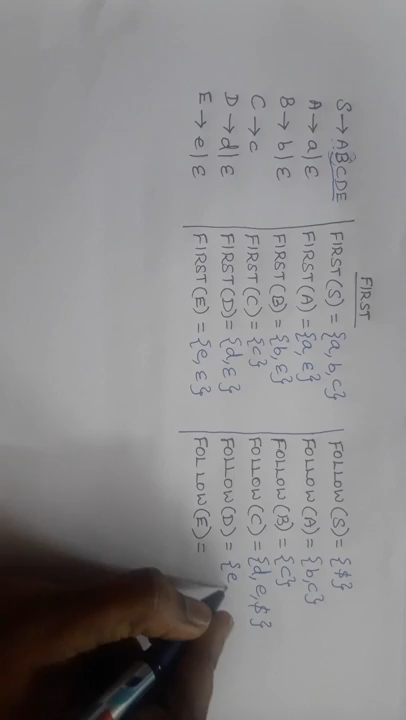 FIRST
S → ABCDE
FIRST(S) = {a, b, c}
FOLLOW(S) = {$}
A → a | ε
FIRST(A) = {a, ε}
FOLLOW(A) = {b, c}
B → b | ε
FIRST(B) = {b, ε}
FOLLOW(B) = {c}
C → c
FIRST(C) = {c}
FOLLOW(C) = {d, e, $}
D → d | ε
FIRST(D) = {d, ε}
FOLLOW(D) = {e
E → e | ε
FIRST(E) = {e, ε}
FOLLOW(E) =